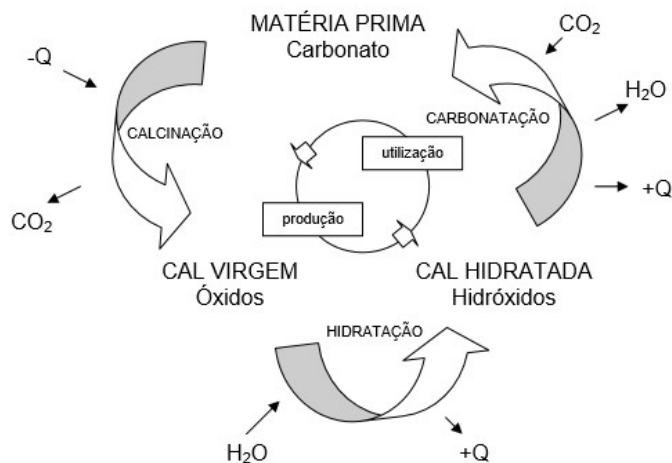 MATÉRIA PRIMA
Carbonato
CO₂
-Q
H₂O
CALCINAÇÃO
CARBONATAÇÃO
utilização
+Q
produção
CO₂
CAL VIRGEM
Óxidos
CAL HIDRATADA
Hidróxidos
HIDRATAÇÃO
H₂O
+Q